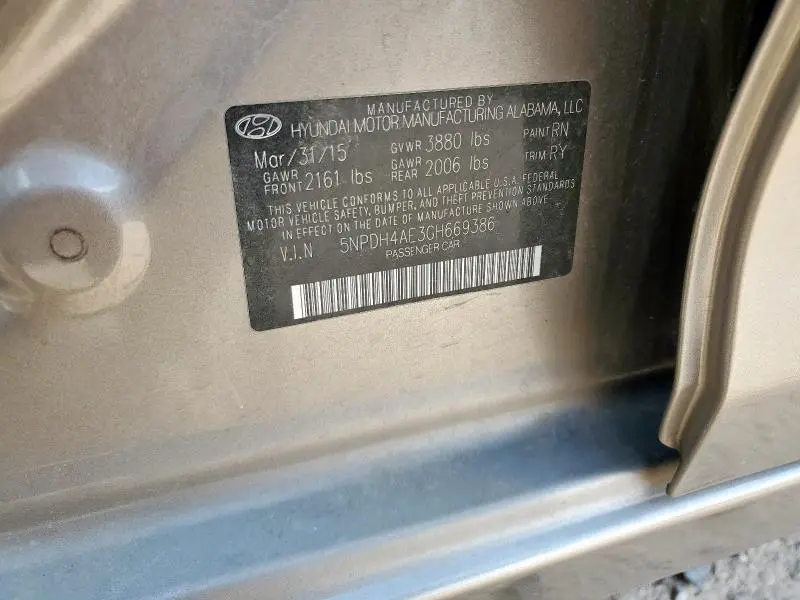 MANUFACTURED BY
HYUNDAI MOTOR MANUFACTURING ALABAMA, LLC
Mar/31/15 GVWR 3880 lbs PAINT RN
GAWR FRONT 2161 lbs GAWR REAR 2006 lbs TRIM RY
THIS VEHICLE CONFORMS TO ALL APPLICABLE U.S.A. FEDERAL
MOTOR VEHICLE SAFETY, BUMPER, AND THEFT PREVENTION STANDARDS
IN EFFECT ON THE DATE OF MANUFACTURE SHOWN ABOVE.
V.I.N 5NPDH4AE3GH669386
PASSENGER CAR